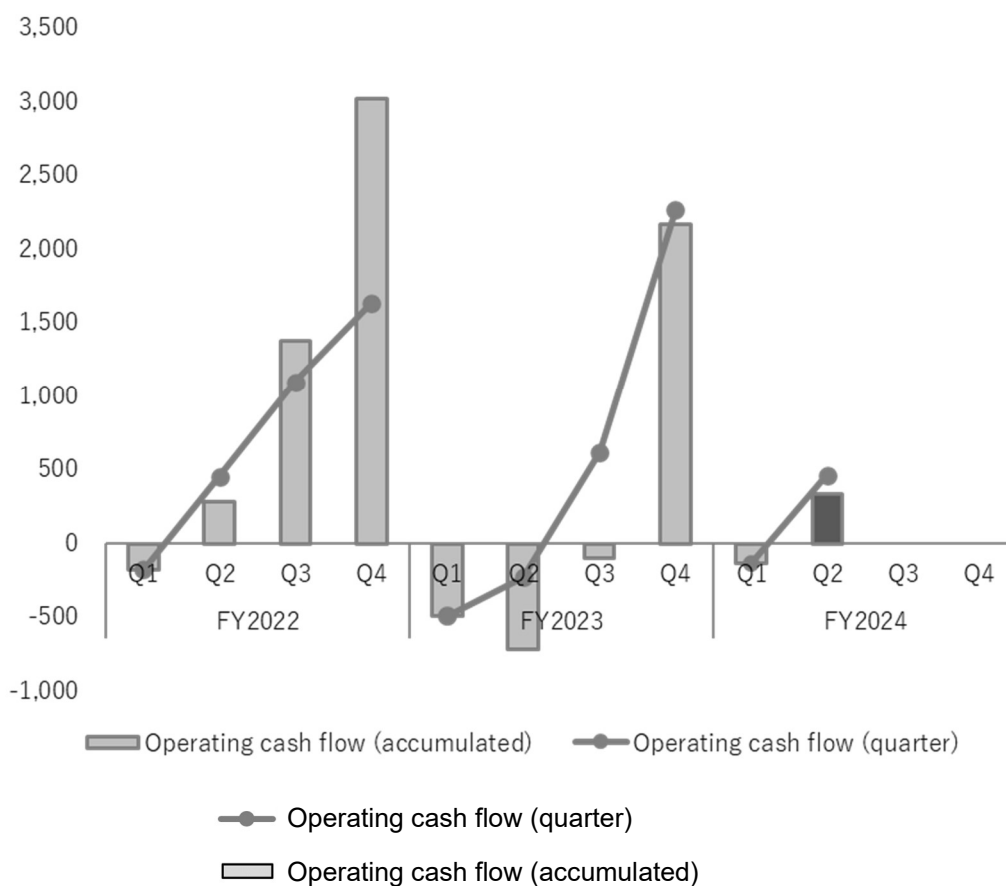 3,500
3,000
2,500
2,000
1,500
1,000
500
0
-500
-1,000
Q1 Q2 Q3 Q4 Q1 Q2 Q3 Q4 Q1 Q2 Q3 Q4
FY2022 FY2023 FY2024
Operating cash flow (accumulated) Operating cash flow (quarter)
Operating cash flow (quarter)
Operating cash flow (accumulated)